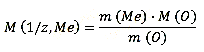 M (1/z, Me) = m (Me) · M (O) / m (O)